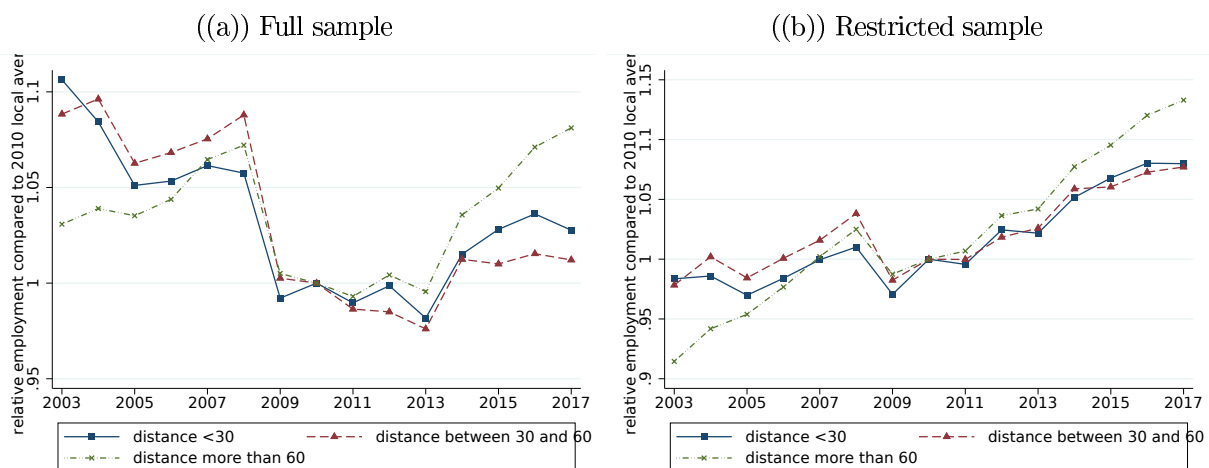 ((a)) Full sample
relative employment compared to 2010 local aver
1.1
1.05
1
.95
2003 2005 2007 2009 2011 2013 2015 2017
distance <30 distance between 30 and 60
distance more than 60
((b)) Restricted sample
relative employment compared to 2010 local aver
1.15
1.1
1.05
1
.95
.9
2003 2005 2007 2009 2011 2013 2015 2017
distance <30 distance between 30 and 60
distance more than 60